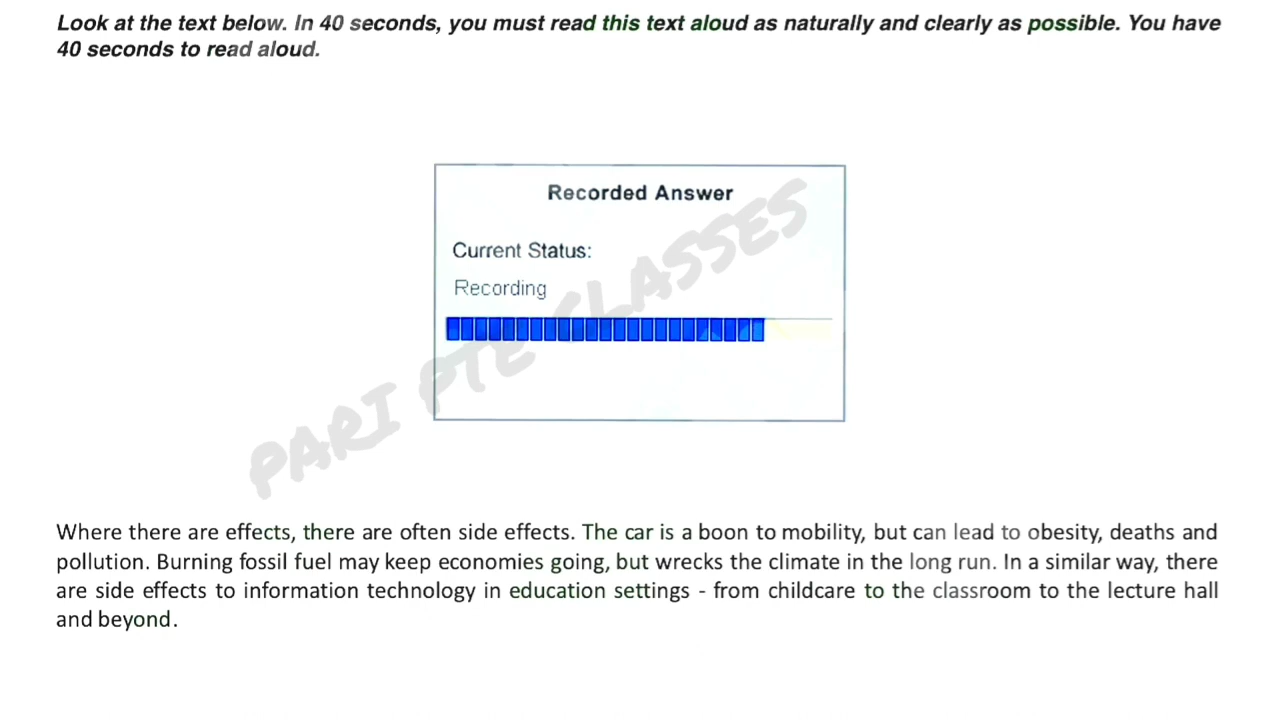 Look at the text below. In 40 seconds, you must read this text aloud as naturally and clearly as possible. You have
40 seconds to read aloud.
Recorded Answer
Current Status:
Recording
PARI PTE CLASSES
Where there are effects, there are often side effects. The car is a boon to mobility, but can lead to obesity, deaths and
pollution. Burning fossil fuel may keep economies going, but wrecks the climate in the long run. In a similar way, there
are side effects to information technology in education settings - from childcare to the classroom to the lecture hall
and beyond.